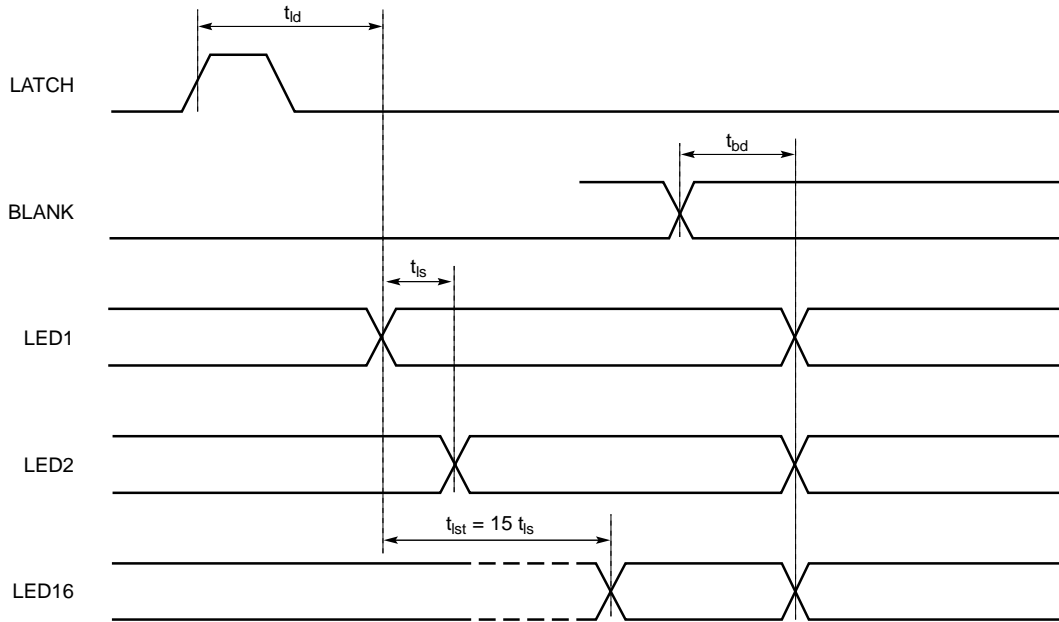 t_ld
LATCH
t_bd
BLANK
t_ls
LED1
LED2
t_lst = 15 t_ls
LED16